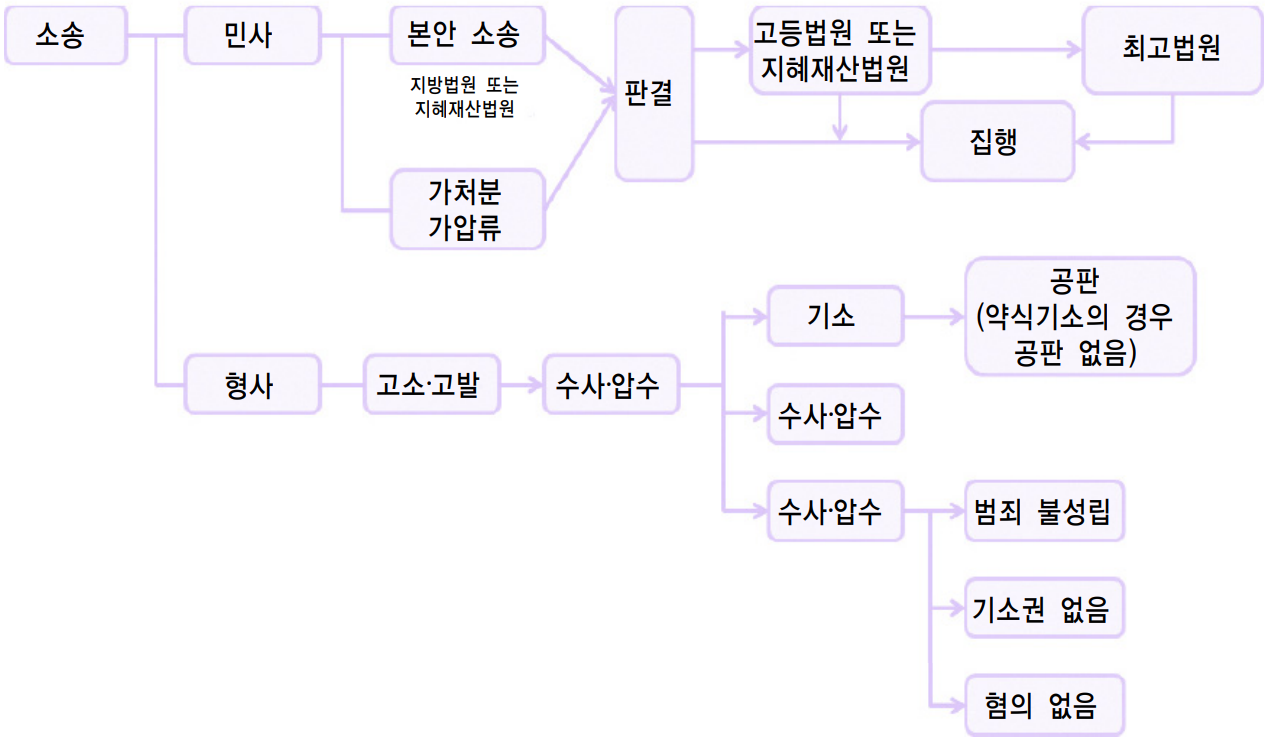 소송
민사
본안 소송
지방법원 또는
지혜재산법원
가처분
가압류
판결
고등법원 또는
지혜재산법원
최고법원
집행
형사
고소·고발
수사·압수
기소
공판
(약식기소의 경우
공판 없음)
수사·압수
수사·압수
범죄 불성립
기소권 없음
혐의 없음